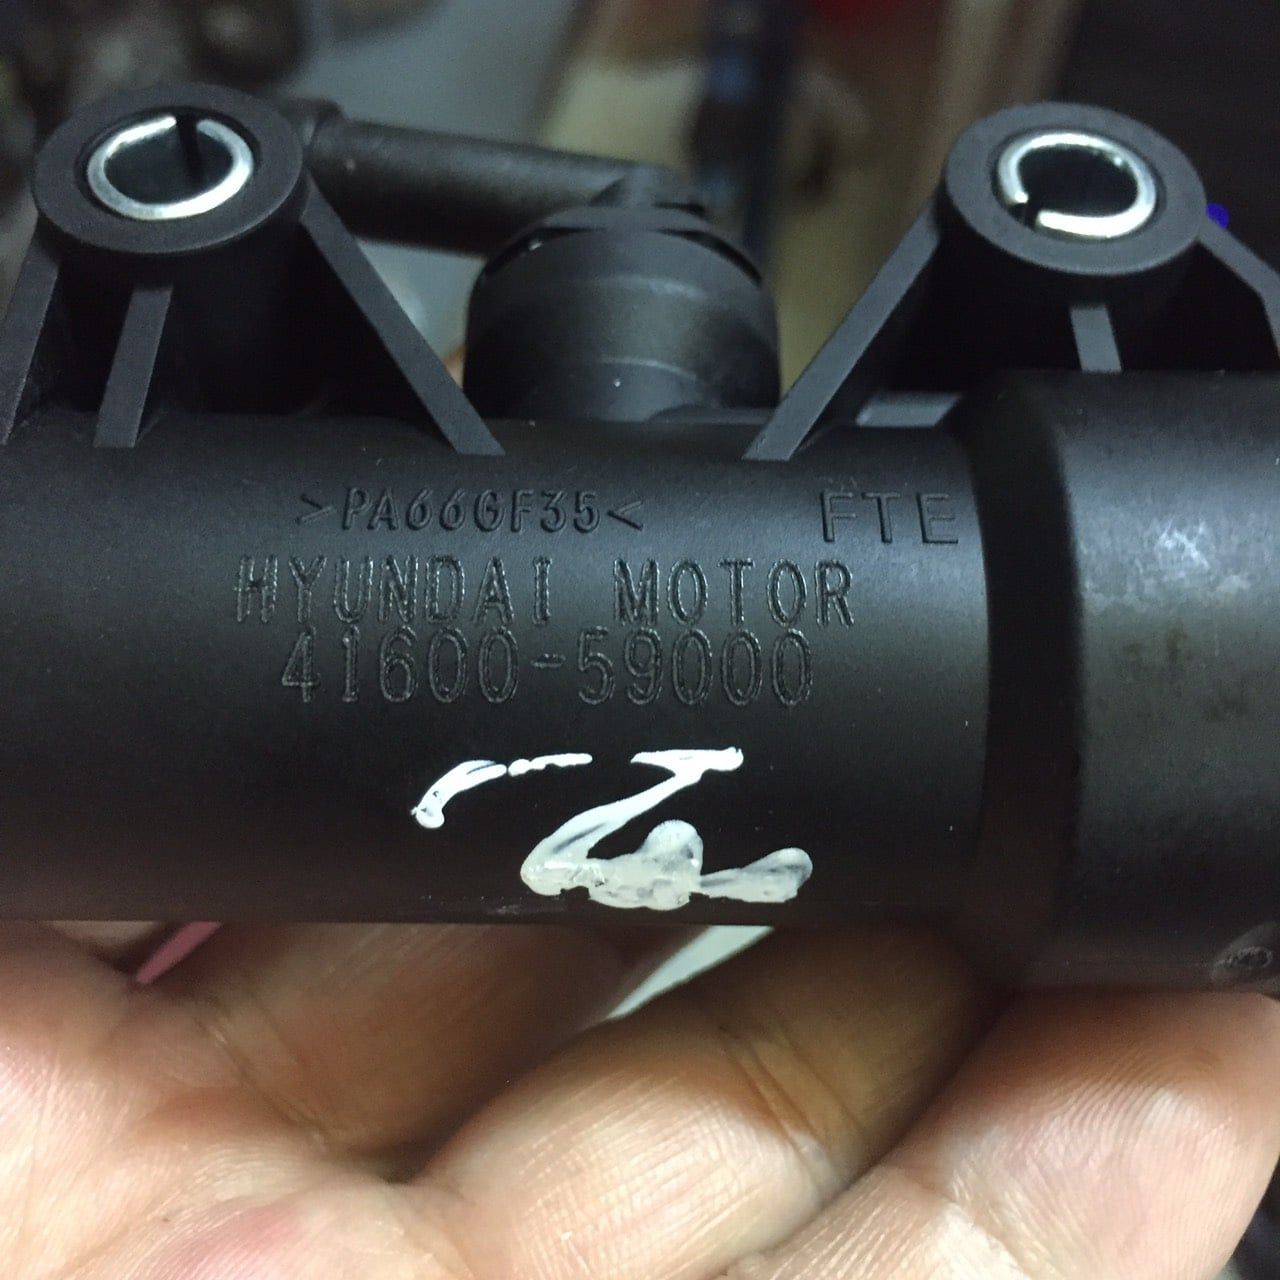 >PA66GF35< FTE
HYUNDAI MOTOR
41600-59000